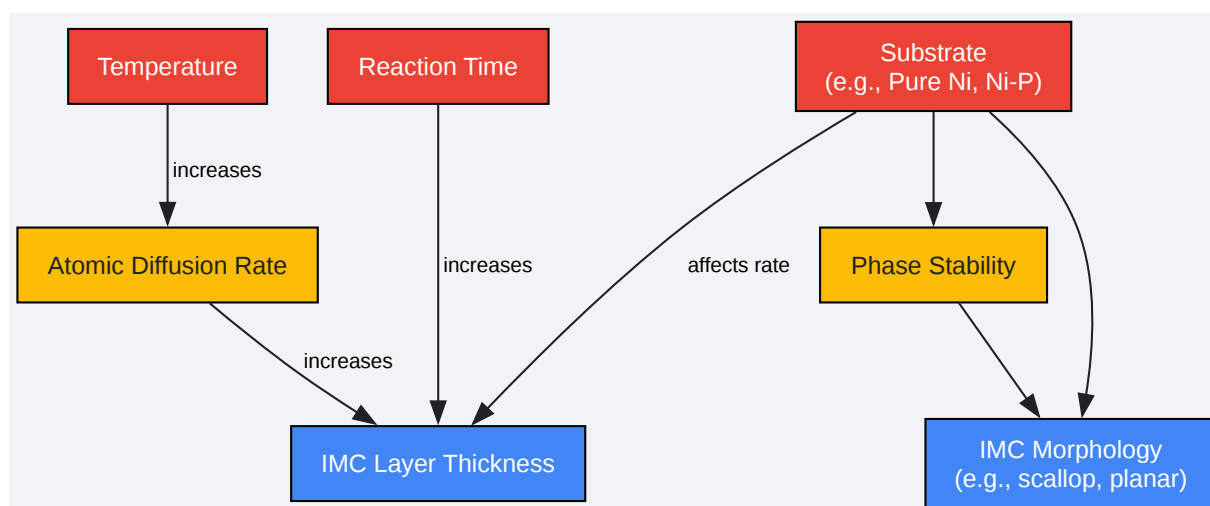 Temperature
Reaction Time
Substrate
(e.g., Pure Ni, Ni-P)
increases
Atomic Diffusion Rate
increases
affects rate
Phase Stability
increases
IMC Layer Thickness
IMC Morphology
(e.g., scallop, planar)